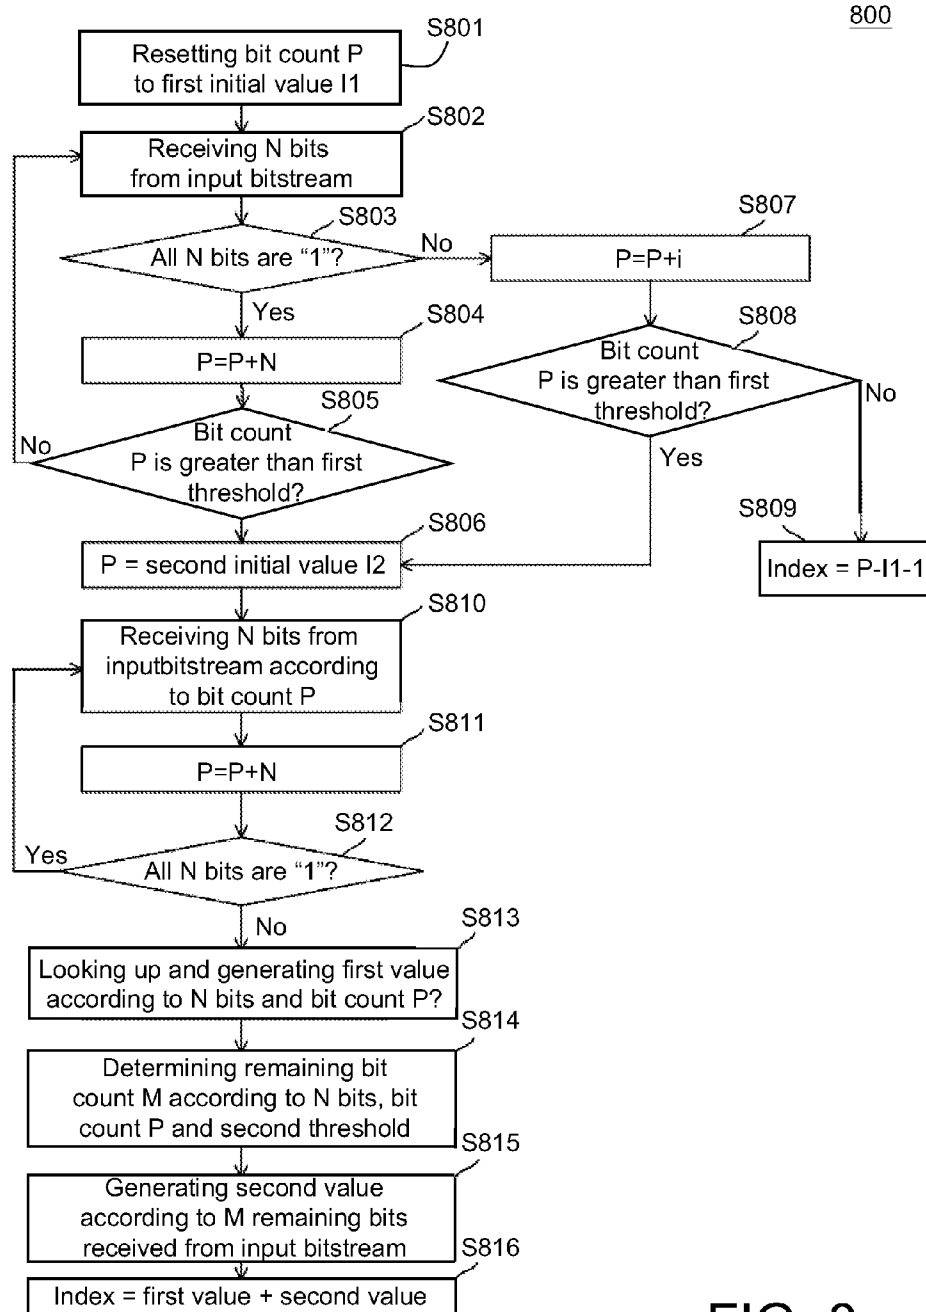 800
S801
Resetting bit count P
to first initial value I1
S802
Receiving N bits
from input bitstream
S803
All N bits are “1”?
No
Yes
S807
P=P+i
S804
P=P+N
S808
Bit count
P is greater than first
threshold?
No
Yes
S805
Bit count
P is greater than first
threshold?
No
S809
Index = P-I1-1
S806
P = second initial value I2
S810
Receiving N bits from
inputbitstream according
to bit count P
S811
P=P+N
S812
All N bits are “1”?
Yes
No
S813
Looking up and generating first value
according to N bits and bit count P?
S814
Determining remaining bit
count M according to N bits, bit
count P and second threshold
S815
Generating second value
according to M remaining bits
received from input bitstream
S816
Index = first value + second value
FIG.